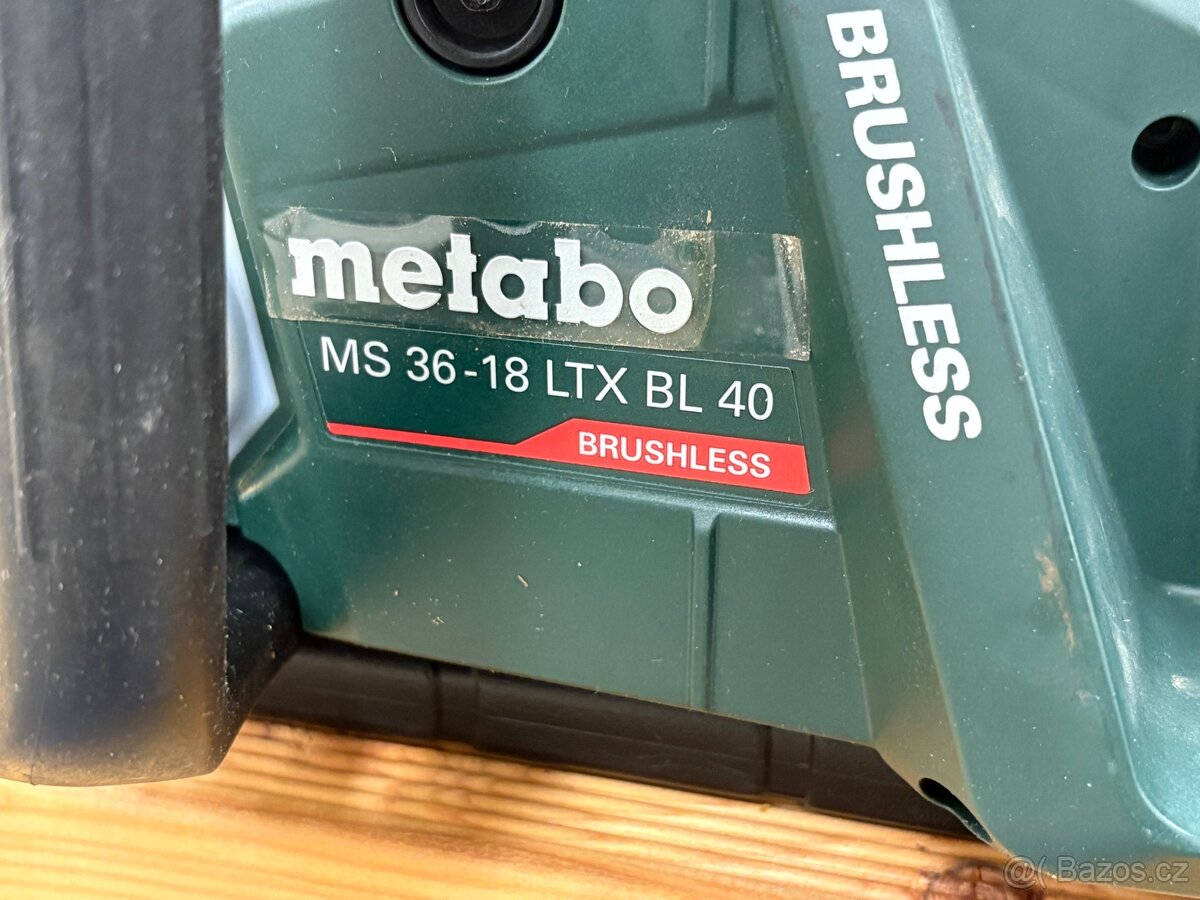 metabo
MS 36-18 LTX BL 40
BRUSHLESS
BRUSHLESS
@( Bazos.cz